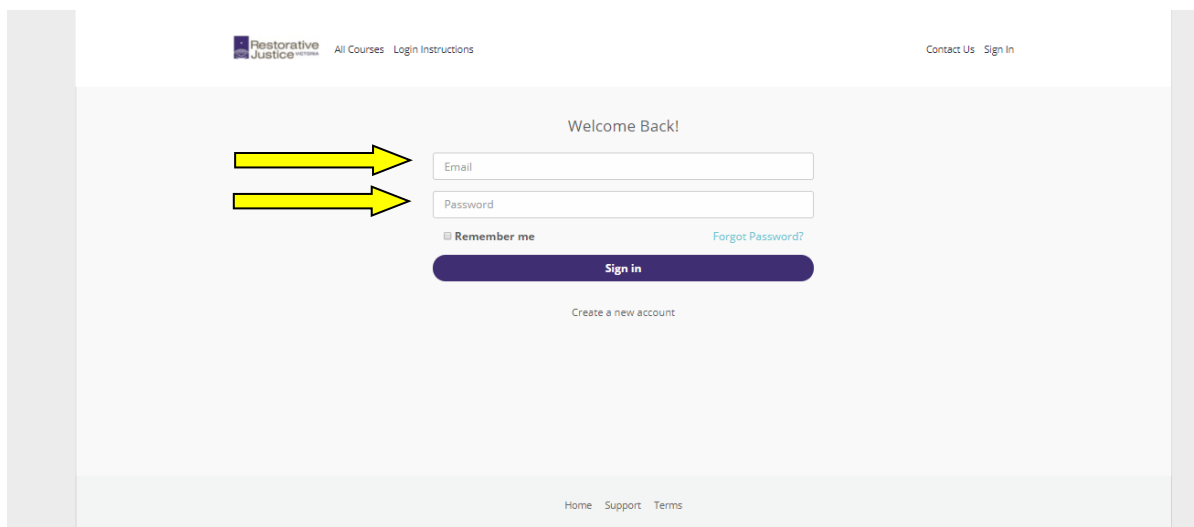 Restorative
Justice VICTORIA
All Courses Login Instructions
Contact Us Sign In
Welcome Back!
Email
Password
Remember me
Forgot Password?
Sign in
Create a new account
Home Support Terms